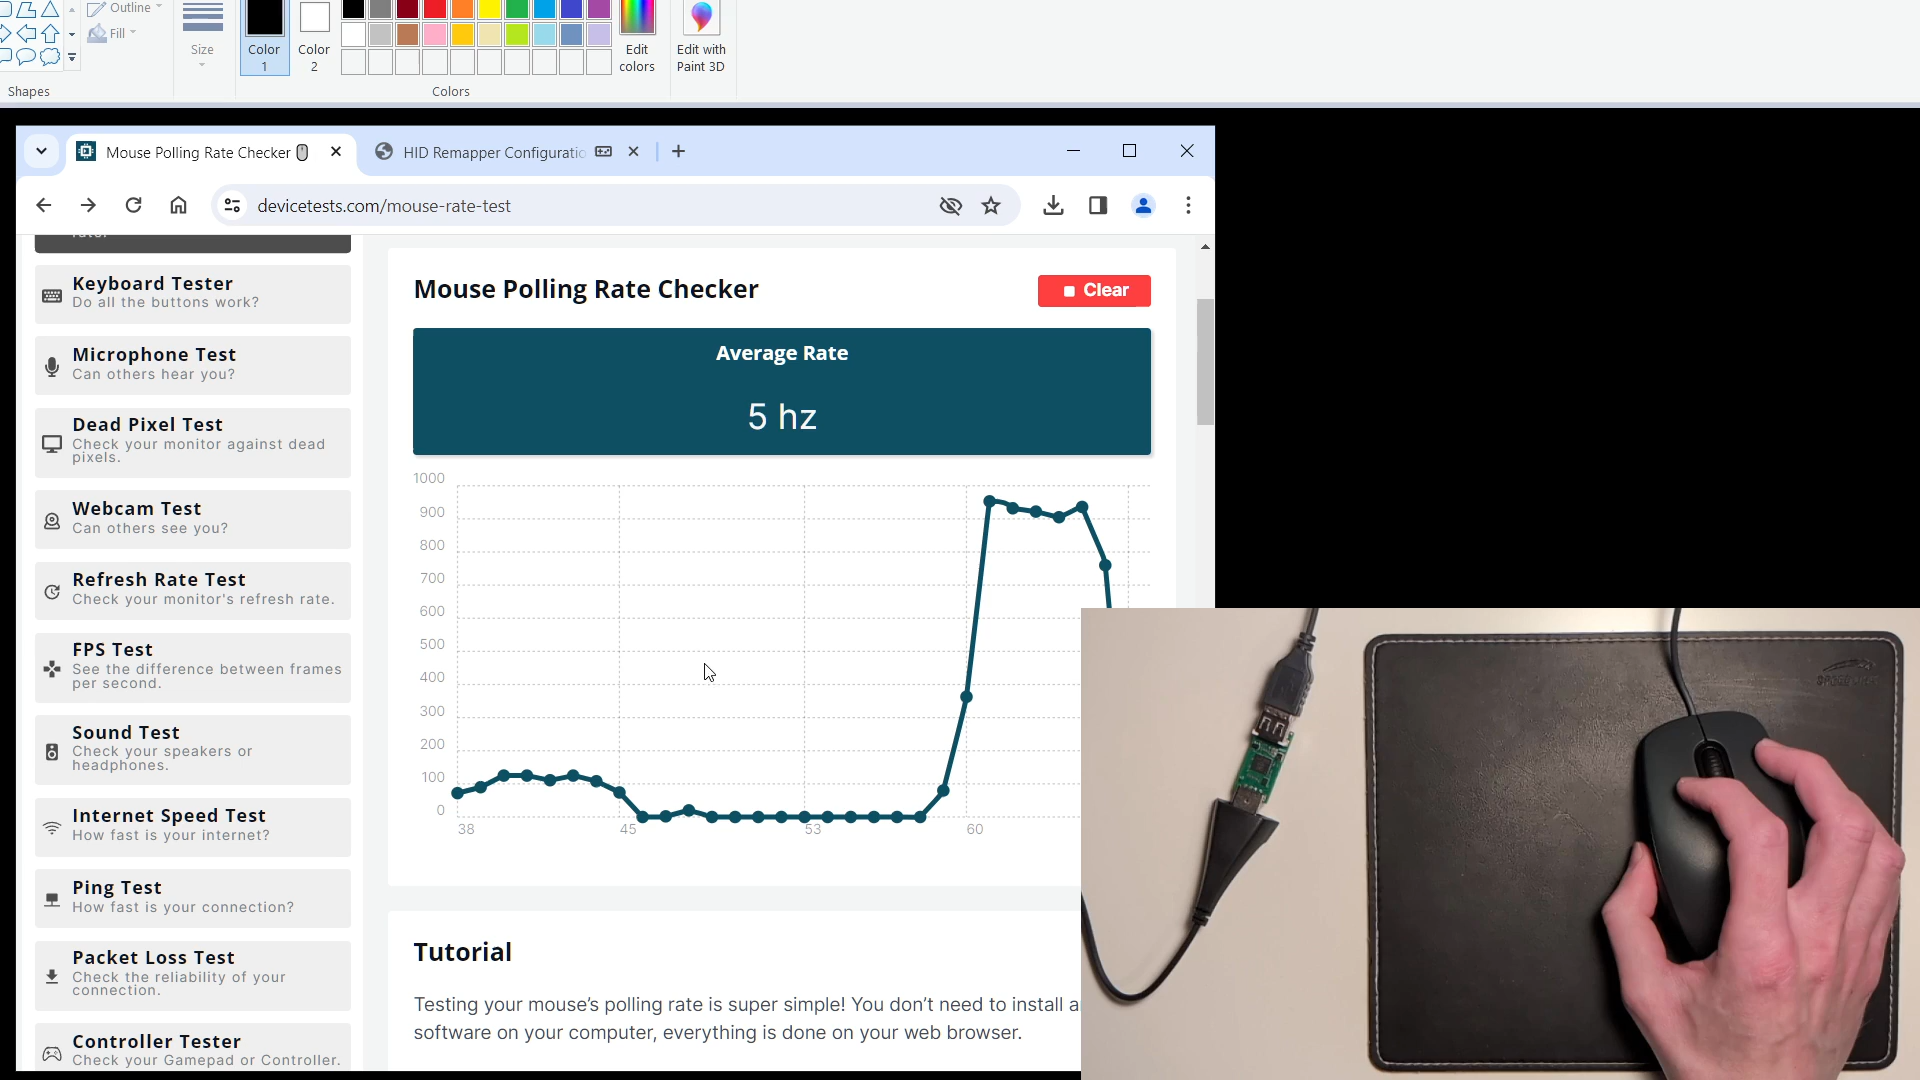 Outline
Fill
Size
Color
1
Color
2
Edit
colors
Edit with
Paint 3D
Shapes
Colors
Mouse Polling Rate Checker
HID Remapper Configuratio
devicetests.com/mouse-rate-test
Keyboard Tester
Do all the buttons work?
Microphone Test
Can others hear you?
Dead Pixel Test
Check your monitor against dead
pixels.
Webcam Test
Can others see you?
Refresh Rate Test
Check your monitor's refresh rate.
FPS Test
See the difference between frames
per second.
Sound Test
Check your speakers or
headphones.
Internet Speed Test
How fast is your internet?
Ping Test
How fast is your connection?
Packet Loss Test
Check the reliability of your
connection.
Controller Tester
Check your Gamepad or Controller.
Mouse Polling Rate Checker
Clear
Average Rate
5 hz
1000
900
800
700
600
500
400
300
200
100
0
38
45
53
60
Tutorial
Testing your mouse’s polling rate is super simple! You don’t need to install a
software on your computer, everything is done on your web browser.